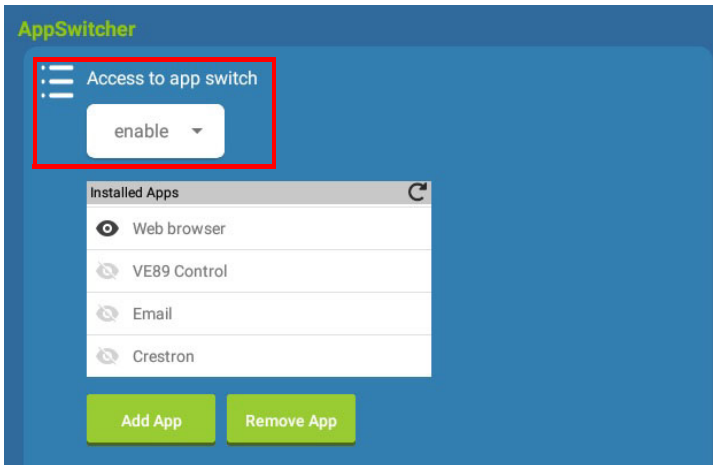 AppSwitcher
Access to app switch
enable
Installed Apps
Web browser
VE89 Control
Email
Crestron
Add App Remove App